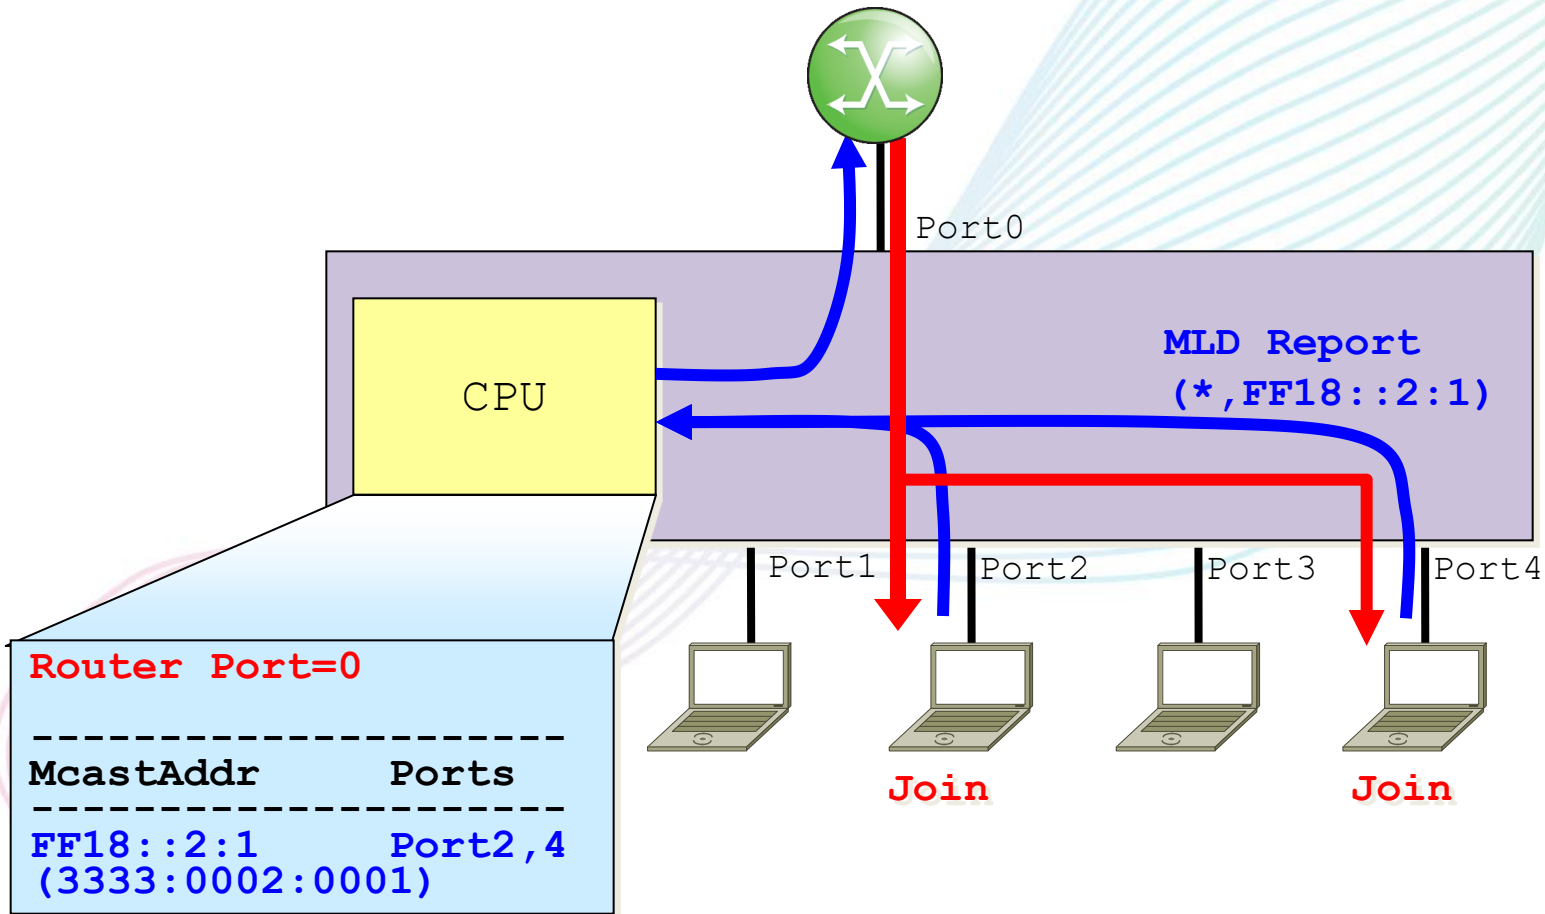 Port0
CPU
MLD Report
(*,FF18::2:1)
Port1
Port2
Port3
Port4
Router Port=0
---------------------
McastAddr Ports
---------------------
FF18::2:1 Port2,4
(3333:0002:0001)
Join
Join